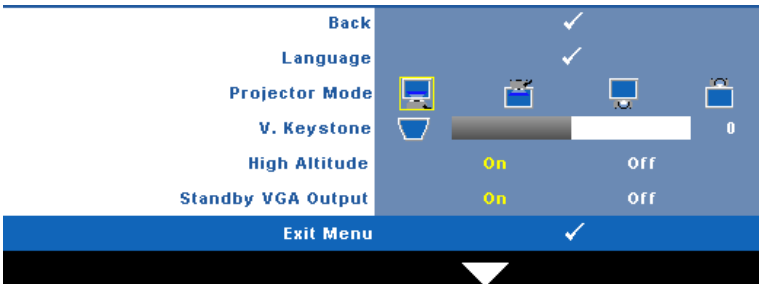 Back
Language
Projector Mode
V. Keystone 0
High Altitude On Off
Standby VGA Output On Off
Exit Menu